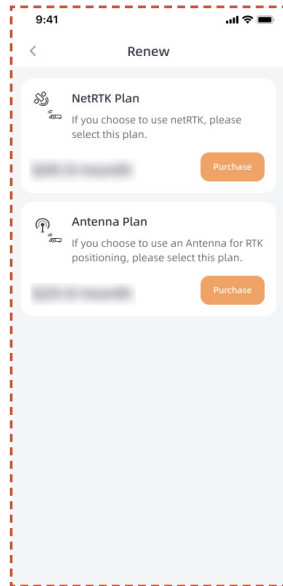 9:41
Renew
NetRTK Plan
If you choose to use netRTK, please
select this plan.
Purchase
Antenna Plan
If you choose to use an Antenna for RTK
positioning, please select this plan.
Purchase